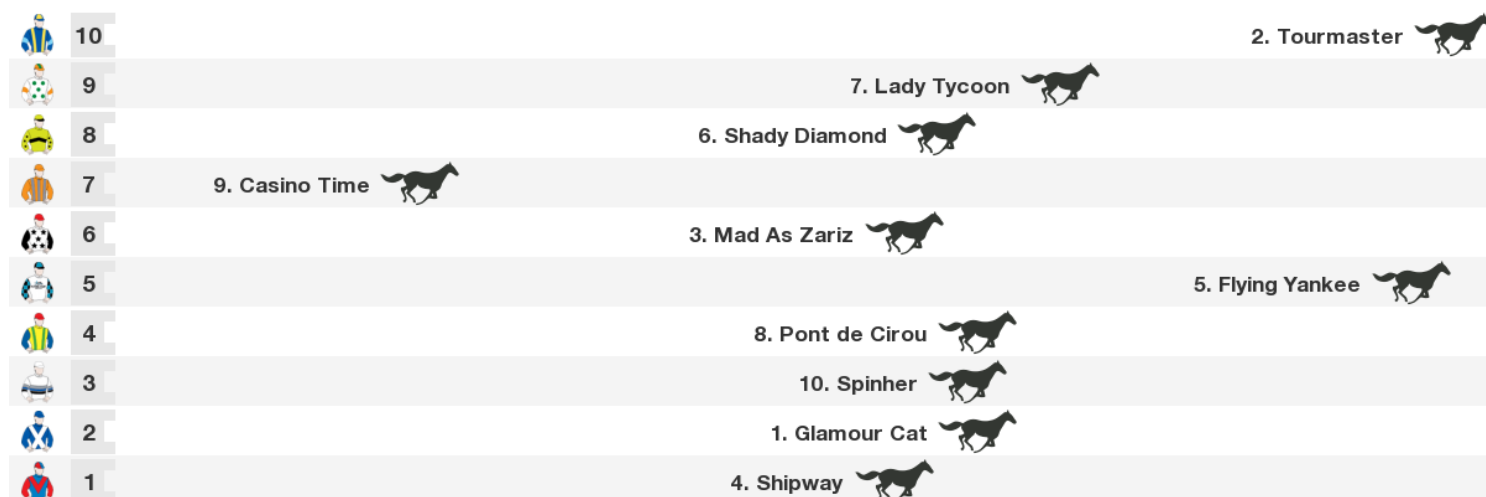 10 2. Tourmaster
9 7. Lady Tycoon
8 6. Shady Diamond
7 9. Casino Time
6 3. Mad As Zariz
5 5. Flying Yankee
4 8. Pont de Cirou
3 10. Spinher
2 1. Glamour Cat
1 4. Shipway